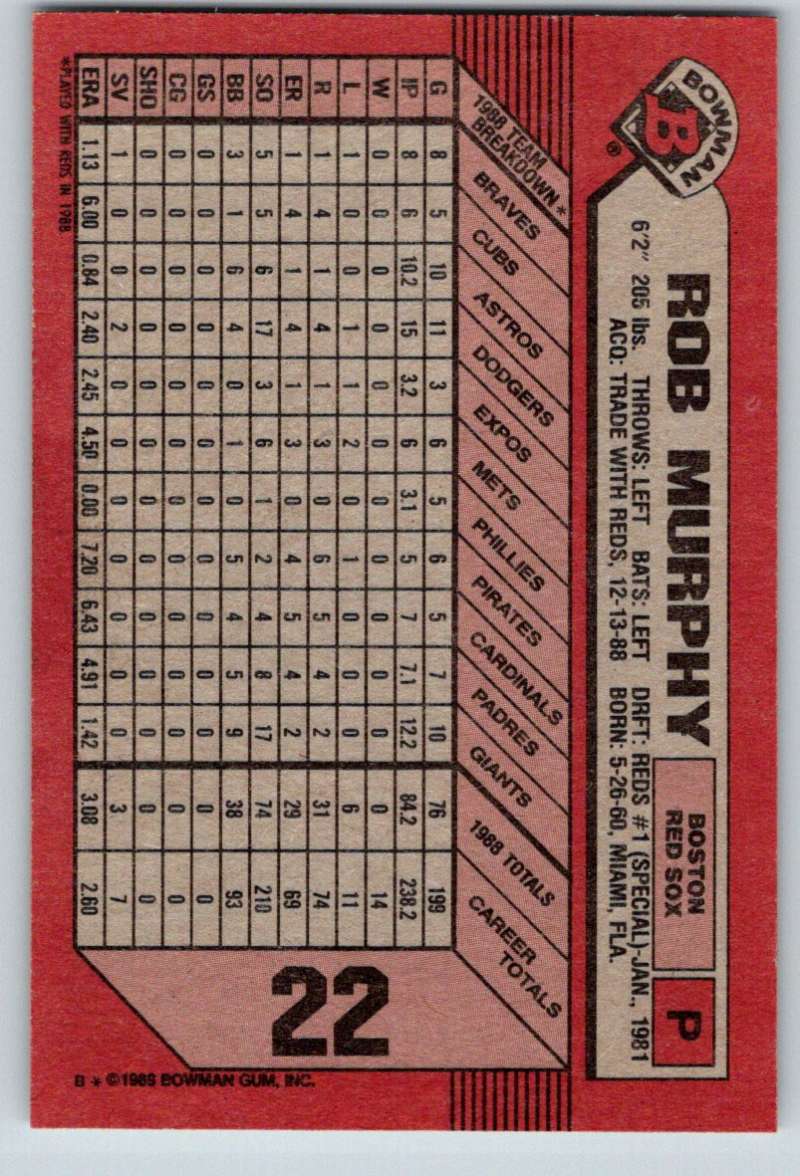 BOWMAN
B
®
ROB MURPHY
BOSTON
RED SOX
P
6'2" 205 lbs. THROWS: LEFT BATS: LEFT DRFT: REDS #1 (SPECIAL)-JAN., 1981
ACQ: TRADE WITH REDS, 12-13-88 BORN: 5-26-60, MIAMI, FLA.
1988 TEAM
BREAKDOWN* BRAVES CUBS ASTROS DODGERS EXPOS METS PHILLIES PIRATES CARDINALS PADRES GIANTS 1988 TOTALS CAREER TOTALS
G 8 5 10 11 3 6 5 6 5 7 10 76 199
IP 8 6 10.2 15 3.2 6 3.1 5 7 7.1 12.2 84.2 238.2
W 0 0 0 0 0 0 0 0 0 0 0 0 14
L 1 0 0 1 1 2 0 1 0 0 0 6 11
R 1 4 1 4 1 3 0 6 5 4 2 31 74
ER 1 4 1 4 1 3 0 4 5 4 2 29 69
SO 5 5 6 17 3 6 1 2 4 8 17 74 210
BB 3 1 6 4 0 1 0 5 4 5 9 38 93
GS 0 0 0 0 0 0 0 0 0 0 0 0 0
CG 0 0 0 0 0 0 0 0 0 0 0 0 0
SHO 0 0 0 0 0 0 0 0 0 0 0 0 0
SV 1 0 0 2 0 0 0 0 0 0 0 3 7
ERA 1.13 6.00 0.84 2.40 2.45 4.50 0.00 7.20 6.43 4.91 1.42 3.08 2.60
*PLAYED WITH REDS IN 1988.
22
B * ©1989 BOWMAN GUM, INC.